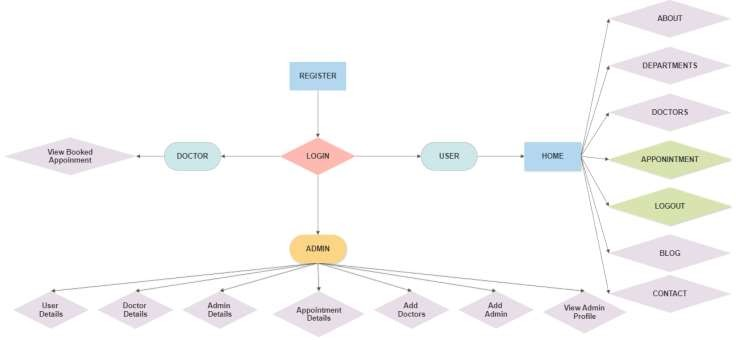 ABOUT
DEPARTMENTS
REGISTER
DOCTORS
View Booked
Appoinment
DOCTOR
LOGIN
USER
HOME
APPONINTMENT
LOGOUT
ADMIN
BLOG
CONTACT
User
Details
Doctor
Details
Admin
Details
Appointment
Details
Add
Doctors
Add
Admin
View Admin
Profile